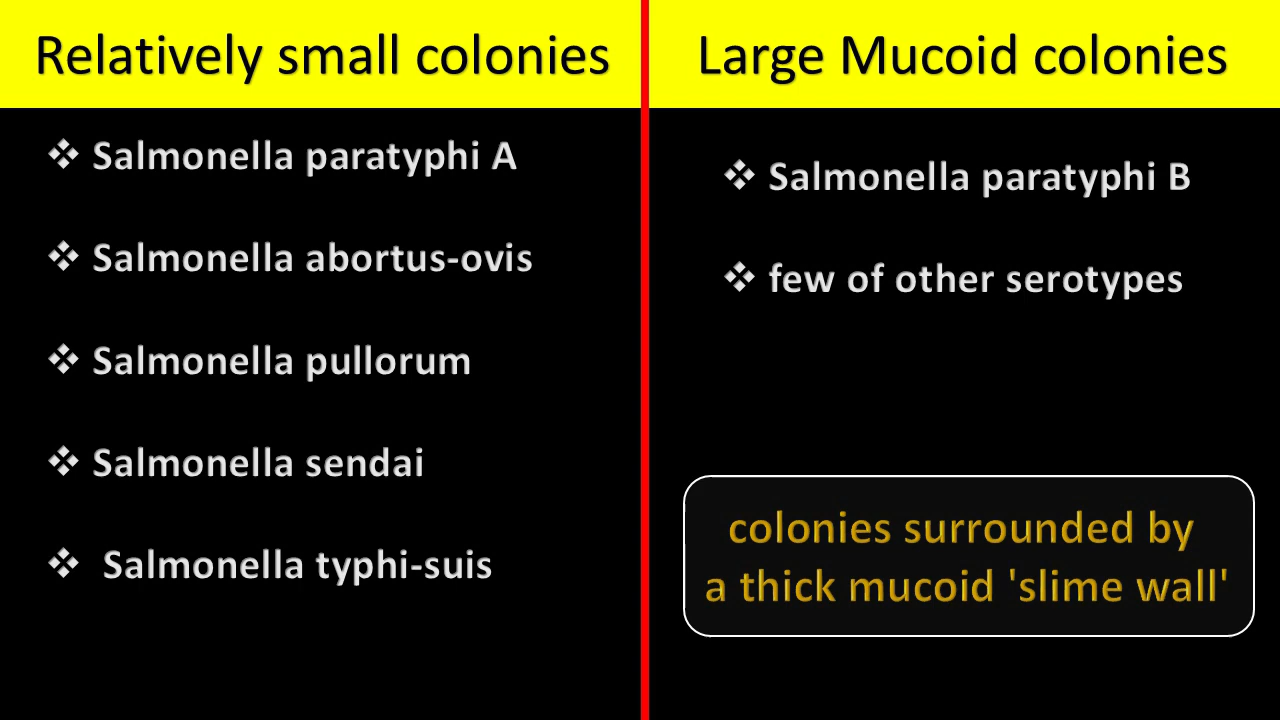 Relatively small colonies
❖ Salmonella paratyphi A
❖ Salmonella abortus-ovis
❖ Salmonella pullorum
❖ Salmonella sendai
❖ Salmonella typhi-suis
Large Mucoid colonies
❖ Salmonella paratyphi B
❖ few of other serotypes
colonies surrounded by
a thick mucoid 'slime wall'